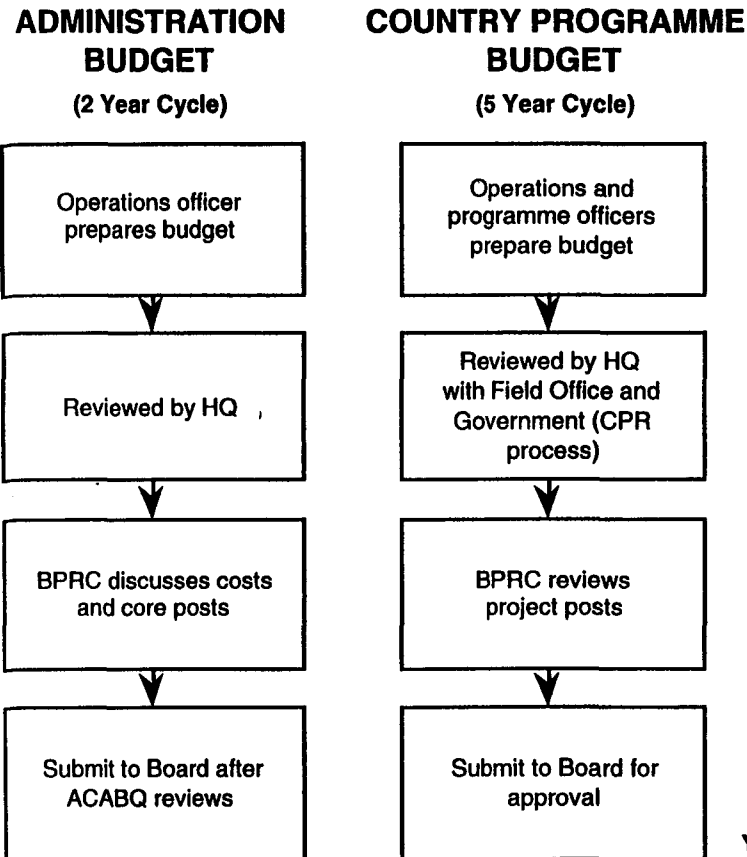 ADMINISTRATION
BUDGET
(2 Year Cycle)
Operations officer
prepares budget
Reviewed by HQ
BPRC discusses costs
and core posts
Submit to Board after
ACABQ reviews
COUNTRY PROGRAMME
BUDGET
(5 Year Cycle)
Operations and
programme officers
prepare budget
Reviewed by HQ
with Field Office and
Government (CPR
process)
BPRC reviews
project posts
Submit to Board for
approval